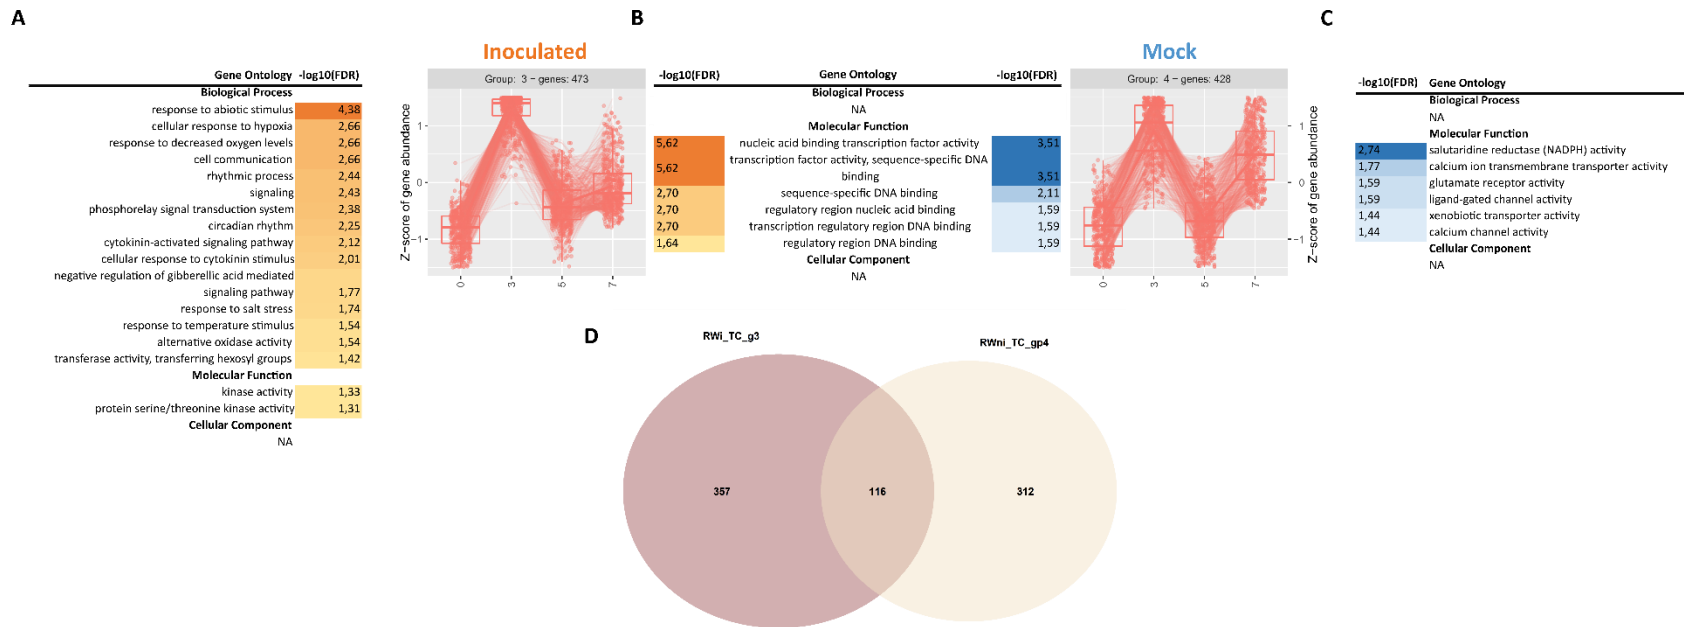 A
Gene Ontology -log10(FDR)
Biological Process
response to abiotic stimulus 4,38
cellular response to hypoxia 2,66
response to decreased oxygen levels 2,66
cell communication 2,66
rhythmic process 2,44
signaling 2,43
phosphorelay signal transduction system 2,38
circadian rhythm 2,25
cytokinin-activated signaling pathway 2,12
cellular response to cytokinin stimulus 2,01
negative regulation of gibberellic acid mediated
signaling pathway 1,77
response to salt stress 1,74
response to temperature stimulus 1,54
alternative oxidase activity 1,54
transferase activity, transferring hexosyl groups 1,42
Molecular Function
kinase activity 1,33
protein serine/threonine kinase activity 1,31
Cellular Component
NA
Inoculated
Group: 3 − genes: 473
Z−score of gene abundance
1
0
−1
0 3 5 7
B
-log10(FDR) Gene Ontology -log10(FDR)
Biological Process
NA
Molecular Function
5,62 nucleic acid binding transcription factor activity 3,51
transcription factor activity, sequence-specific DNA
5,62 binding 3,51
2,70 sequence-specific DNA binding 2,11
2,70 regulatory region nucleic acid binding 1,59
2,70 transcription regulatory region DNA binding 1,59
1,64 regulatory region DNA binding 1,59
Cellular Component
NA
Mock
Group: 4 − genes: 428
1
0
−1
Z−score of gene abundance
0 3 5 7
C
-log10(FDR) Gene Ontology
Biological Process
NA
Molecular Function
2,74 salutaridine reductase (NADPH) activity
1,77 calcium ion transmembrane transporter activity
1,59 glutamate receptor activity
1,59 ligand-gated channel activity
1,44 xenobiotic transporter activity
1,44 calcium channel activity
Cellular Component
NA
D
RWi_TC_g3
RWni_TC_gp4
357
116
312